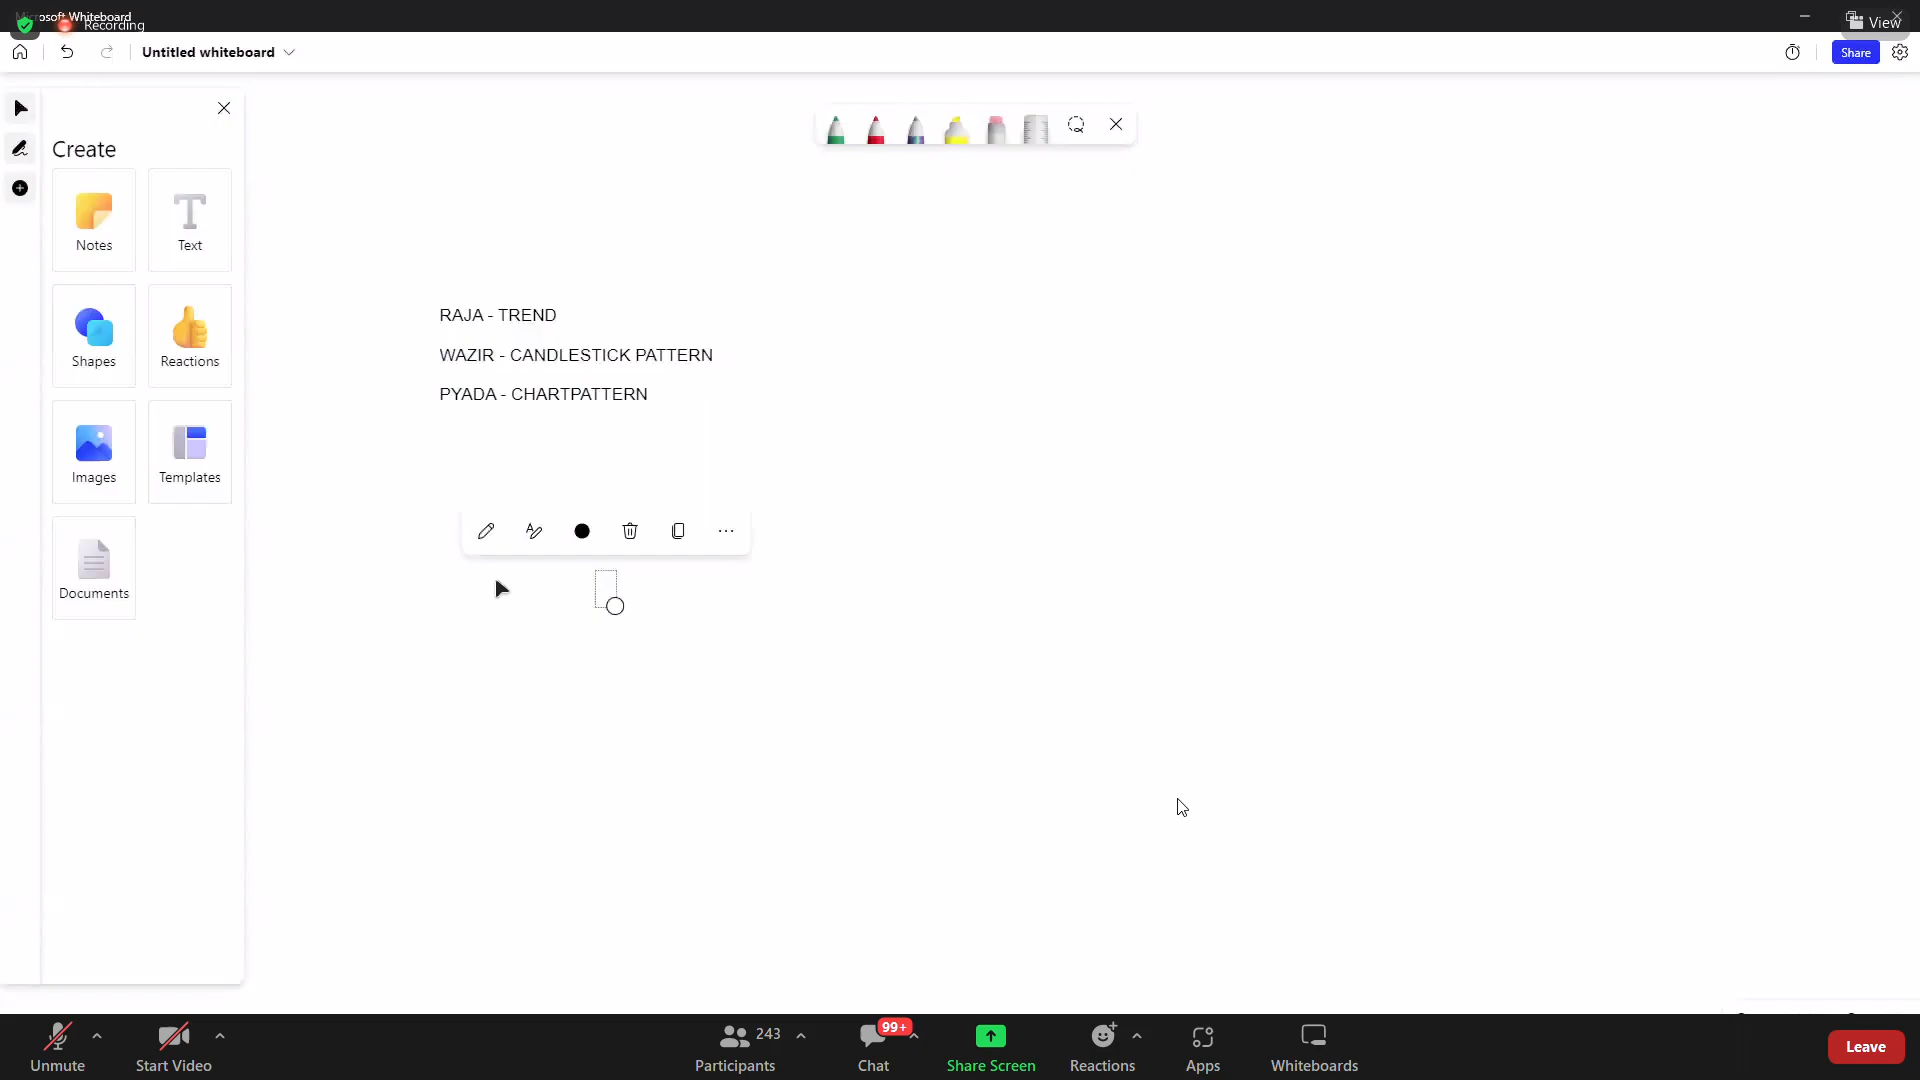 Microsoft Whiteboard
Recording
View
Untitled whiteboard
Share
Create
Notes
Text
Shapes
Reactions
Images
Templates
Documents
RAJA - TREND
WAZIR - CANDLESTICK PATTERN
PYADA - CHARTPATTERN
Unmute
Start Video
243
Participants
99+
Chat
Share Screen
Reactions
Apps
Whiteboards
Leave